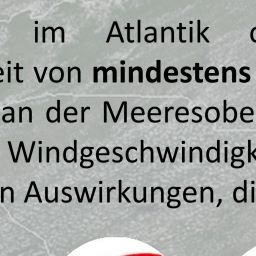 im Atlantik
eit von mindestens
an der Meeresobe
Windgeschwindigk
n Auswirkungen, di